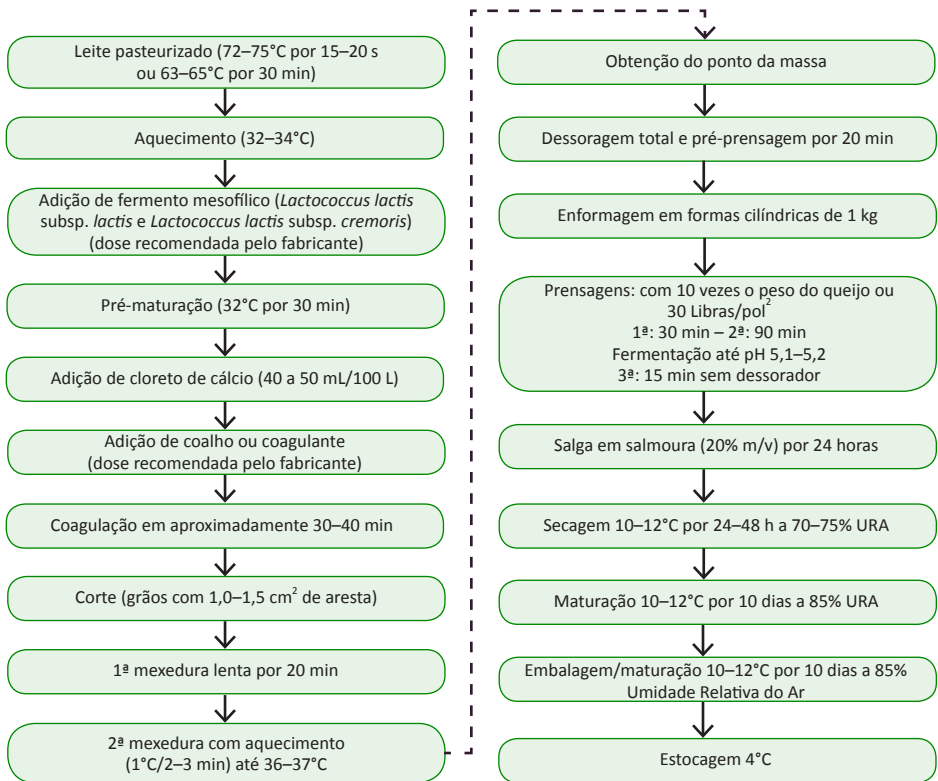 Leite pasteurizado (72–75°C por 15–20 s
ou 63–65°C por 30 min)
Aquecimento (32–34°C)
Adição de fermento mesofílico (Lactococcus lactis
subsp. lactis e Lactococcus lactis subsp. cremoris)
(dose recomendada pelo fabricante)
Pré-maturação (32°C por 30 min)
Adição de cloreto de cálcio (40 a 50 mL/100 L)
Adição de coalho ou coagulante
(dose recomendada pelo fabricante)
Coagulação em aproximadamente 30–40 min
Corte (grãos com 1,0–1,5 cm² de aresta)
1ª mexedura lenta por 20 min
2ª mexedura com aquecimento
(1°C/2–3 min) até 36–37°C
Obtenção do ponto da massa
Dessoragem total e pré-prensagem por 20 min
Enformagem em formas cilíndricas de 1 kg
Prensagens: com 10 vezes o peso do queijo ou
30 Libras/pol²
1ª: 30 min – 2ª: 90 min
Fermentação até pH 5,1–5,2
3ª: 15 min sem dessorador
Salga em salmoura (20% m/v) por 24 horas
Secagem 10–12°C por 24–48 h a 70–75% URA
Maturação 10–12°C por 10 dias a 85% URA
Embalagem/maturação 10–12°C por 10 dias a 85%
Umidade Relativa do Ar
Estocagem 4°C